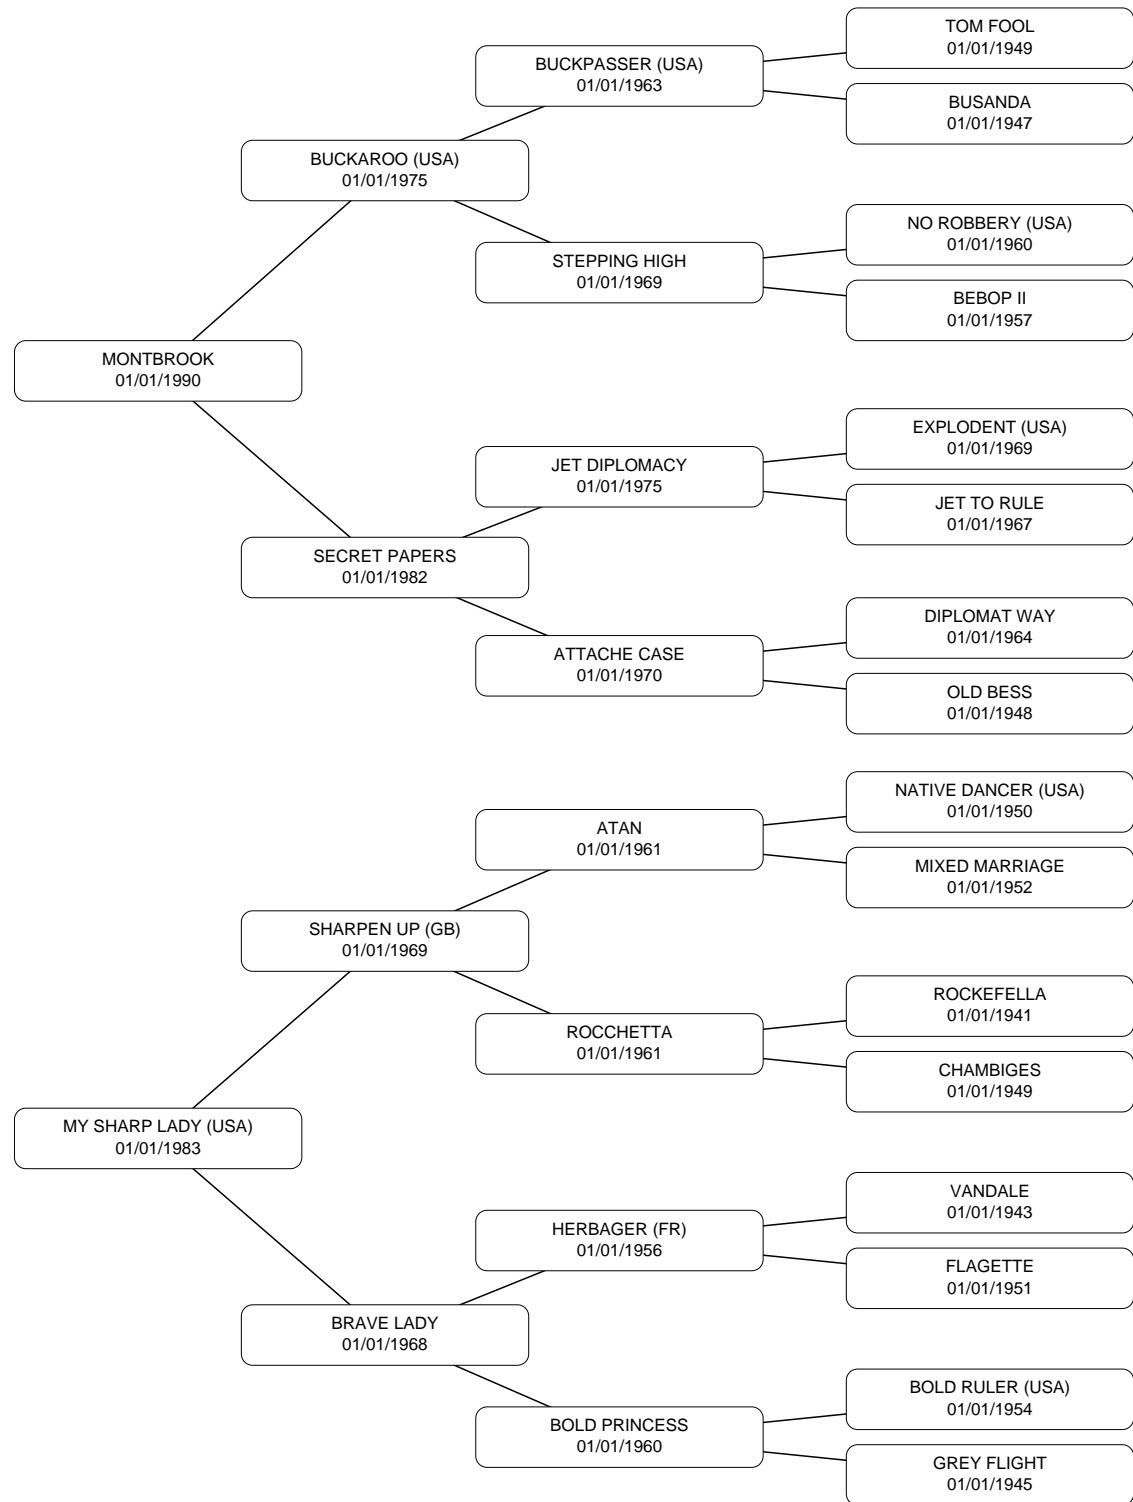 TOM FOOL
01/01/1949
BUCKPASSER (USA)
01/01/1963
BUSANDA
01/01/1947
BUCKAROO (USA)
01/01/1975
NO ROBBERY (USA)
01/01/1960
STEPPING HIGH
01/01/1969
BEBOP II
01/01/1957
MONTBROOK
01/01/1990
EXPLODENT (USA)
01/01/1969
JET DIPLOMACY
01/01/1975
JET TO RULE
01/01/1967
SECRET PAPERS
01/01/1982
DIPLOMAT WAY
01/01/1964
ATTACHE CASE
01/01/1970
OLD BESS
01/01/1948
NATIVE DANCER (USA)
01/01/1950
ATAN
01/01/1961
MIXED MARRIAGE
01/01/1952
SHARPEN UP (GB)
01/01/1969
ROCKEFELLA
01/01/1941
ROCCHETTA
01/01/1961
CHAMBIGES
01/01/1949
MY SHARP LADY (USA)
01/01/1983
VANDALE
01/01/1943
HERBAGER (FR)
01/01/1956
FLAGETTE
01/01/1951
BRAVE LADY
01/01/1968
BOLD RULER (USA)
01/01/1954
BOLD PRINCESS
01/01/1960
GREY FLIGHT
01/01/1945